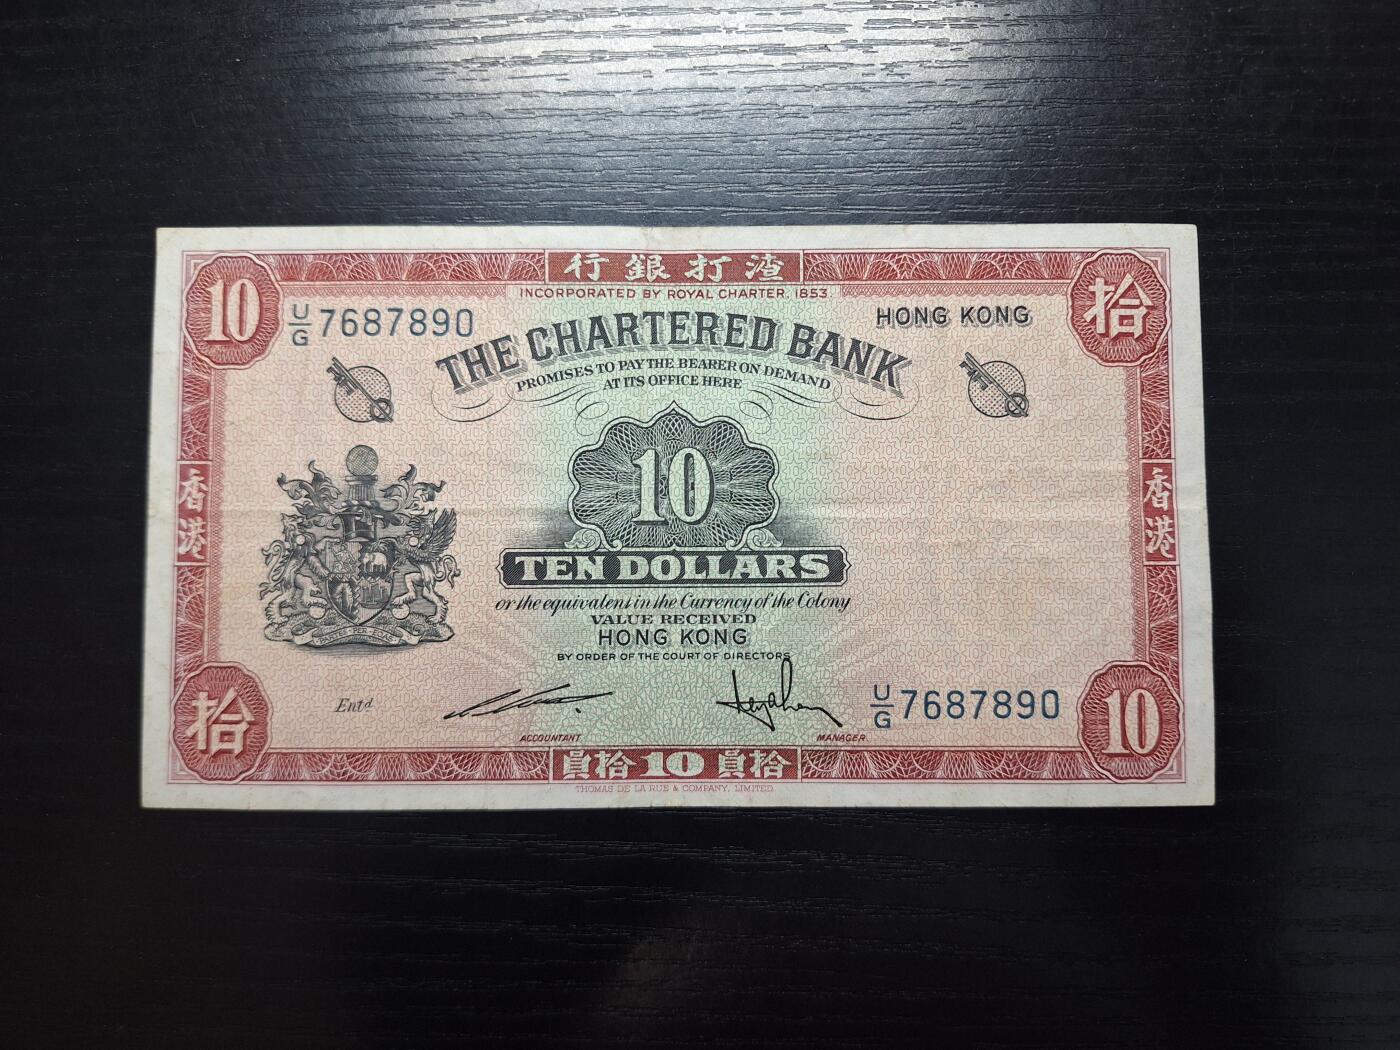 行銀打渣
INCORPORATED BY ROYAL CHARTER, 1853.
10
U/G 7687890
HONG KONG
拾
THE CHARTERED BANK
PROMISES TO PAY THE BEARER ON DEMAND
AT ITS OFFICE HERE
10
香港
香港
TEN DOLLARS
or the equivalent in the Currency of the Colony
VALUE RECEIVED
HONG KONG
BY ORDER OF THE COURT OF DIRECTORS
Entd
U/G 7687890
拾
10
ACCOUNTANT
MANAGER
員拾 10 員拾
THOMAS DE LA RUE & COMPANY, LIMITED.